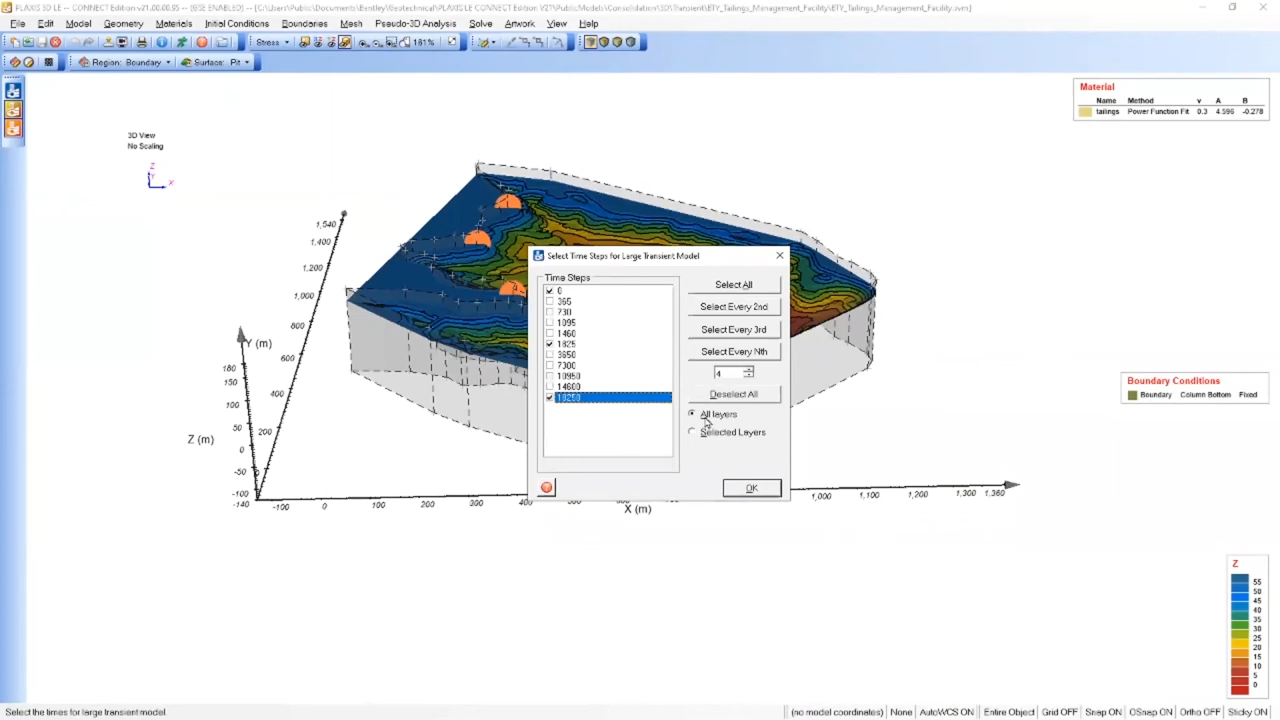 PLAXIS 3D LE -- CONNECT Edition v21.00.00.95 -- (BSE ENABLED) -- [C:\Users\Public\Documents\Bentley\Geotechnical\PLAXIS LE CONNECT Edition V21\PublicModels\Consolidation\3D\Transient\BTY_Tailings_Management_Facility\BTY_Tailings_Management_Facility.svm]
File Edit Model Geometry Materials Initial Conditions Boundaries Mesh Pseudo-3D Analysis Solve Artwork View Help
Stress 181%
Region: Boundary Surface: Pit
Material
Name Method v A B
tailings Power Function Fit 0.3 4.596 -0.278
3D View
No Scaling
Z
Y
X
1,540
1,400
1,200
1,000
800
600
400
200
Y (m)
180
150
100
50
0
-50
-100
-140
Z (m)
-100 0 100 200 300 400
1,000 1,100 1,200 1,300 1,360
X (m)
Select Time Steps for Large Transient Model
Time Steps
0
365
730
1095
1460
1825
3650
7300
10950
14600
18250
Select All
Select Every 2nd
Select Every 3rd
Select Every Nth
4
Deselect All
All layers
Selected Layers
OK
Boundary Conditions
Boundary Column Bottom Fixed
Z
55
50
45
40
35
30
25
20
15
10
5
0
Select the times for large transient model.
(no model coordinates) None AutoWCS ON Entire Object Grid OFF Snap ON OSnap ON Ortho OFF Sticky ON